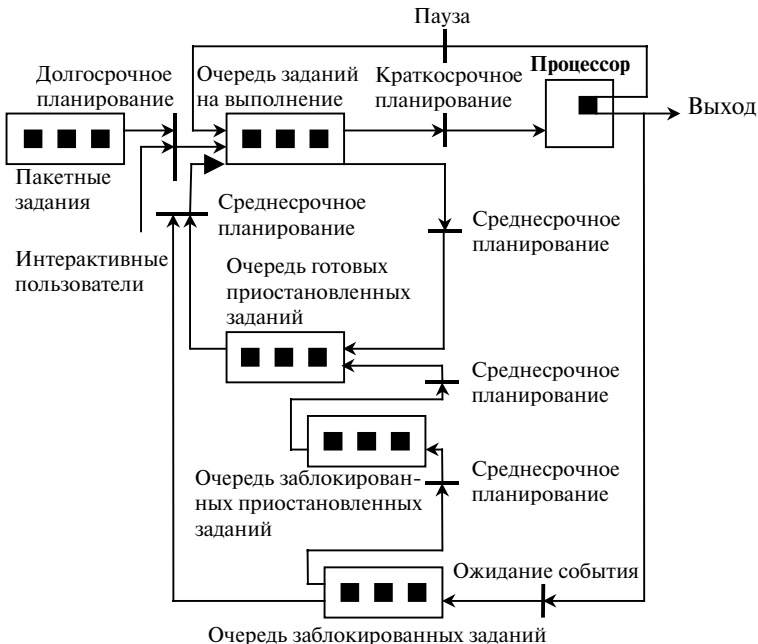 Пауза
Долгосрочное
планирование
Очередь заданий
на выполнение
Краткосрочное
планирование
Процессор
Выход
Пакетные
задания
Среднесрочное
планирование
Среднесрочное
планирование
Интерактивные
пользователи
Очередь готовых
приостановленных
заданий
Среднесрочное
планирование
Очередь заблокирован-
ных приостановленных
заданий
Среднесрочное
планирование
Ожидание события
Очередь заблокированных заданий